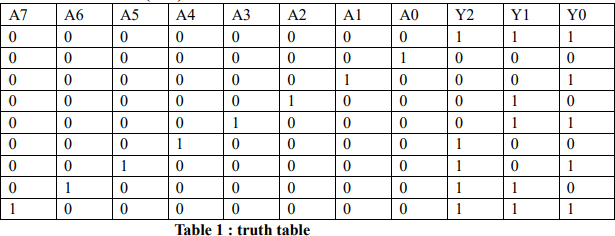 A7 A6 A5 A4 A3 A2 A1 A0 Y2 Y1 Y0
0 0 0 0 0 0 0 0 1 1 1
0 0 0 0 0 0 0 1 0 0 0
0 0 0 0 0 0 1 0 0 0 1
0 0 0 0 0 1 0 0 0 1 0
0 0 0 0 1 0 0 0 0 1 1
0 0 0 1 0 0 0 0 1 0 0
0 0 1 0 0 0 0 0 1 0 1
0 1 0 0 0 0 0 0 1 1 0
1 0 0 0 0 0 0 0 1 1 1
Table 1 : truth table